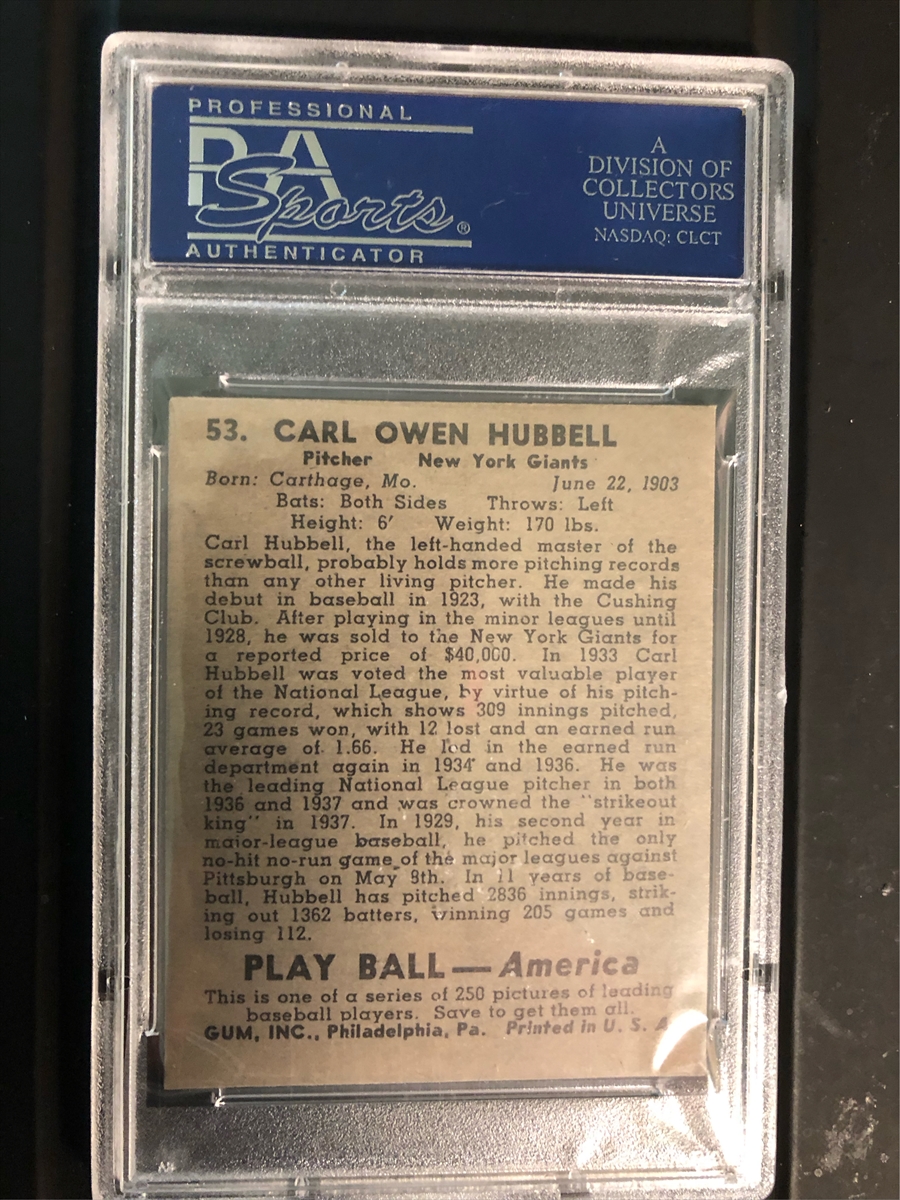 PROFESSIONAL
PSA
Sports®
AUTHENTICATOR
A
DIVISION OF
COLLECTORS
UNIVERSE
NASDAQ: CLCT
53. CARL OWEN HUBBELL
Pitcher New York Giants
Born: Carthage, Mo. June 22, 1903
Bats: Both Sides Throws: Left
Height: 6′ Weight: 170 lbs.
Carl Hubbell, the left-handed master of the
screwball, probably holds more pitching records
than any other living pitcher. He made his
debut in baseball in 1923, with the Cushing
Club. After playing in the minor leagues until
1928, he was sold to the New York Giants for
a reported price of $40,000. In 1933 Carl
Hubbell was voted the most valuable player
of the National League, by virtue of his pitch-
ing record, which shows 309 innings pitched,
23 games won, with 12 lost and an earned run
average of 1.66. He led in the earned run
department again in 1934 and 1936. He was
the leading National League pitcher in both
1936 and 1937 and was crowned the "strikeout
king" in 1937. In 1929, his second year in
major-league baseball, he pitched the only
no-hit no-run game of the major leagues against
Pittsburgh on May 8th. In 11 years of base-
ball, Hubbell has pitched 2836 innings, strik-
ing out 1362 batters, winning 205 games and
losing 112.
PLAY BALL — America
This is one of a series of 250 pictures of leading
baseball players. Save to get them all.
GUM, INC., Philadelphia, Pa. Printed in U. S. A